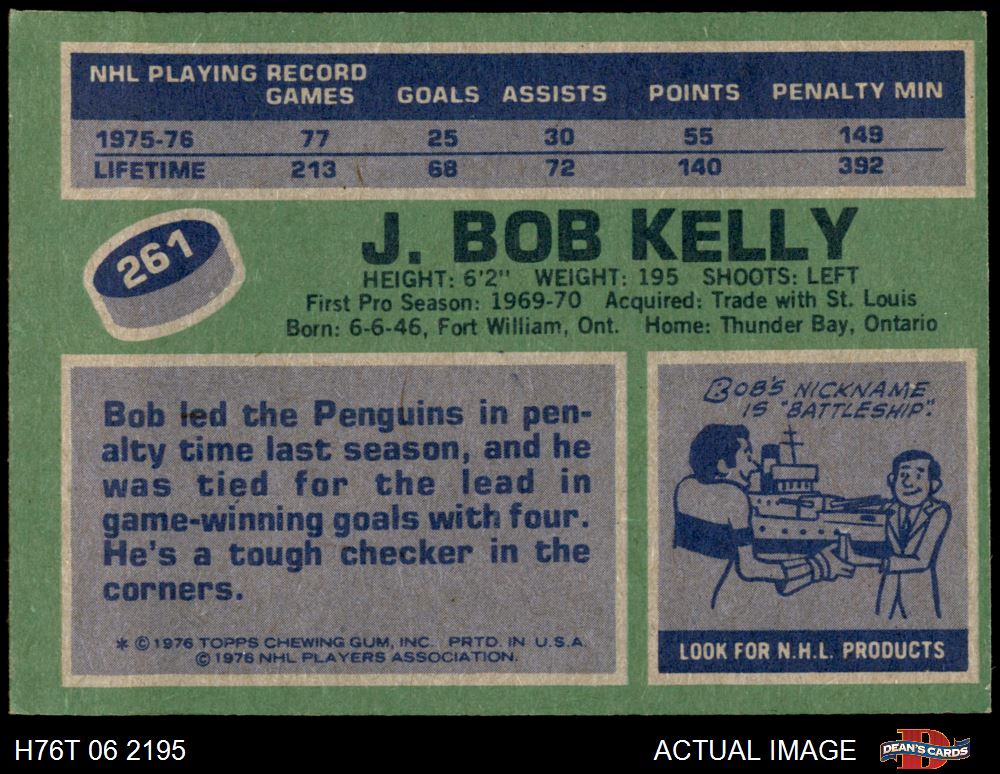 NHL PLAYING RECORD
GAMES GOALS ASSISTS POINTS PENALTY MIN
1975-76 77 25 30 55 149
LIFETIME 213 68 72 140 392
261
J. BOB KELLY
HEIGHT: 6'2" WEIGHT: 195 SHOOTS: LEFT
First Pro Season: 1969-70 Acquired: Trade with St. Louis
Born: 6-6-46, Fort William, Ont. Home: Thunder Bay, Ontario
Bob led the Penguins in pen-
alty time last season, and he
was tied for the lead in
game-winning goals with four.
He's a tough checker in the
corners.
* © 1976 TOPPS CHEWING GUM, INC. PRTD. IN U.S.A.
© 1976 NHL PLAYERS ASSOCIATION.
BOB'S NICKNAME
IS "BATTLESHIP".
LOOK FOR N.H.L. PRODUCTS
H76T 06 2195
ACTUAL IMAGE
DEAN'S CARDS